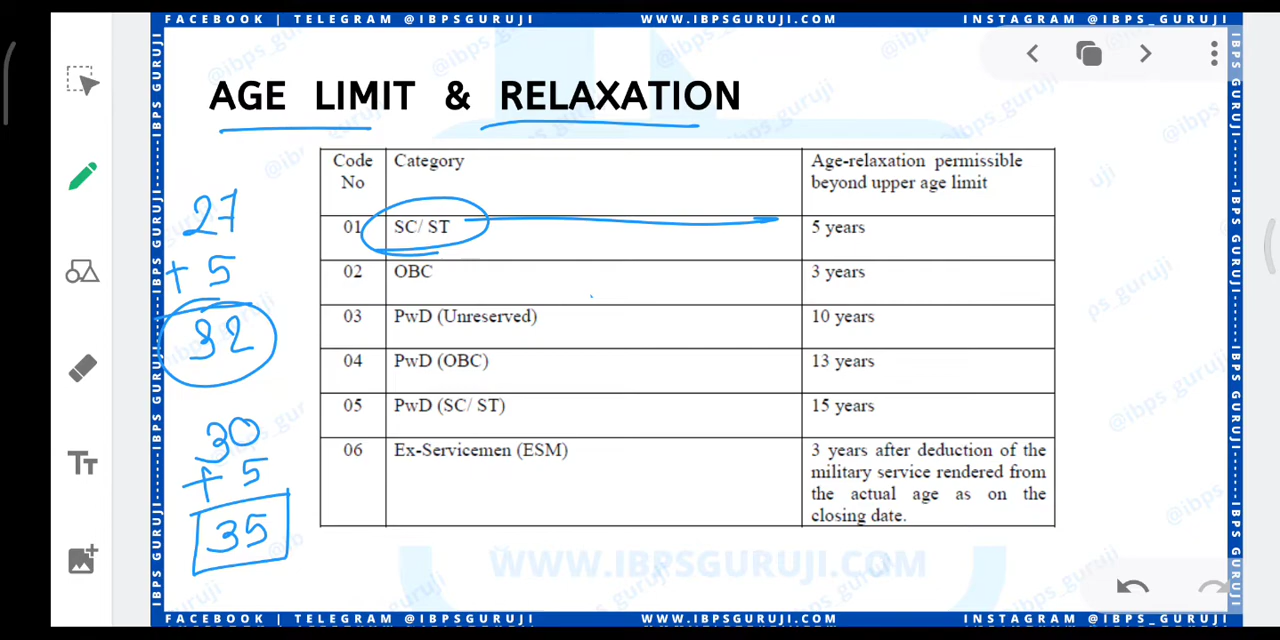 FACEBOOK | TELEGRAM @IBPSGURUJI
WWW.IBPSGURUJI.COM
INSTAGRAM @IBPS_GURUJI
AGE LIMIT & RELAXATION
Code No
Category
Age-relaxation permissible
beyond upper age limit
01 SC/ ST 5 years
02 OBC 3 years
03 PwD (Unreserved) 10 years
04 PwD (OBC) 13 years
05 PwD (SC/ ST) 15 years
06 Ex-Servicemen (ESM) 3 years after deduction of the
military service rendered from
the actual age as on the
closing date.
27
+ 5
32
30
+ 5
35
WWW.IBPSGURUJI.COM
Tт
FACEBOOK | TELEGRAM @IBPSGURUJI
WWW.IBPSGURUJI.COM
INSTAGRAM @IBPS_GURUJI